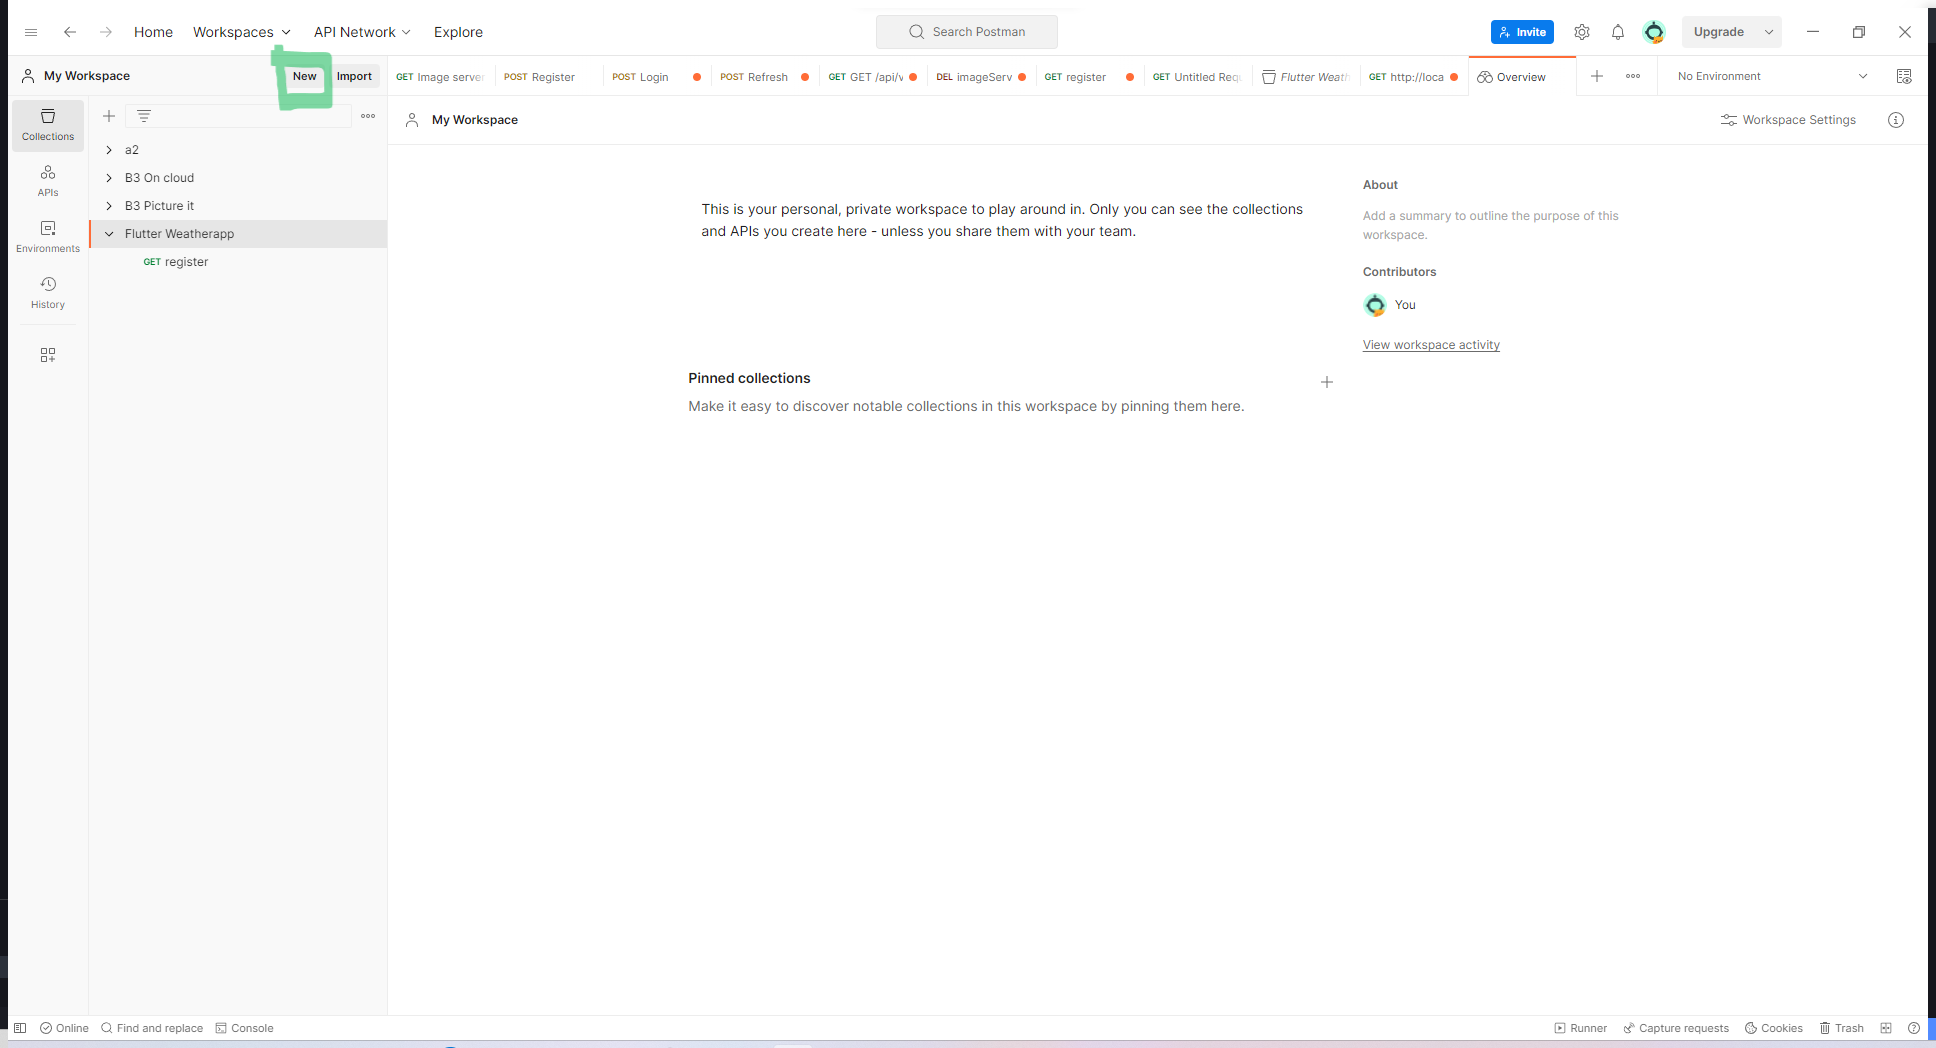 Home Workspaces API Network Explore Search Postman Invite Upgrade
My Workspace New Import GET Image server POST Register POST Login POST Refresh GET GET /api/v DEL imageServ GET register GET Untitled Requ Flutter Weath GET http://loca Overview No Environment
Collections
APIs
Environments
History
a2
B3 On cloud
B3 Picture it
Flutter Weatherapp
GET register
My Workspace Workspace Settings
This is your personal, private workspace to play around in. Only you can see the collections
and APIs you create here - unless you share them with your team.
Pinned collections
Make it easy to discover notable collections in this workspace by pinning them here.
About
Add a summary to outline the purpose of this
workspace.
Contributors
You
View workspace activity
Online Find and replace Console Runner Capture requests Cookies Trash